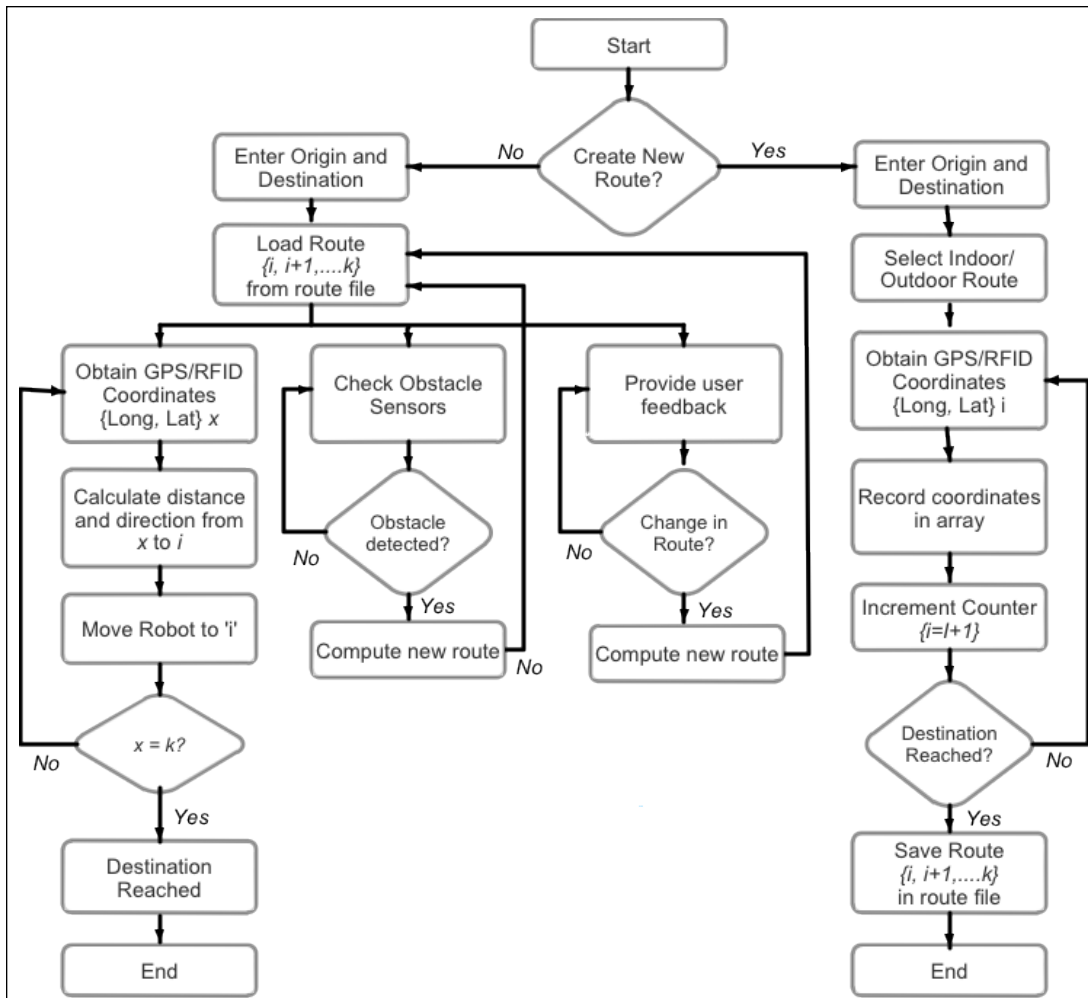 Start
Create New
Route?
No
Yes
Enter Origin and
Destination
Enter Origin and
Destination
Load Route
{i, i+1,....k}
from route file
Select Indoor/
Outdoor Route
Obtain GPS/RFID
Coordinates
{Long, Lat} x
Check Obstacle
Sensors
Provide user
feedback
Obtain GPS/RFID
Coordinates
{Long, Lat} i
Calculate distance
and direction from
x to i
Obstacle
detected?
No
Yes
Change in
Route?
No
Yes
Record coordinates
in array
Move Robot to 'i'
Compute new route
No
Compute new route
Increment Counter
{i=I+1}
x = k?
No
Yes
Destination
Reached?
No
Yes
Destination
Reached
Save Route
{i, i+1,....k}
in route file
End
End